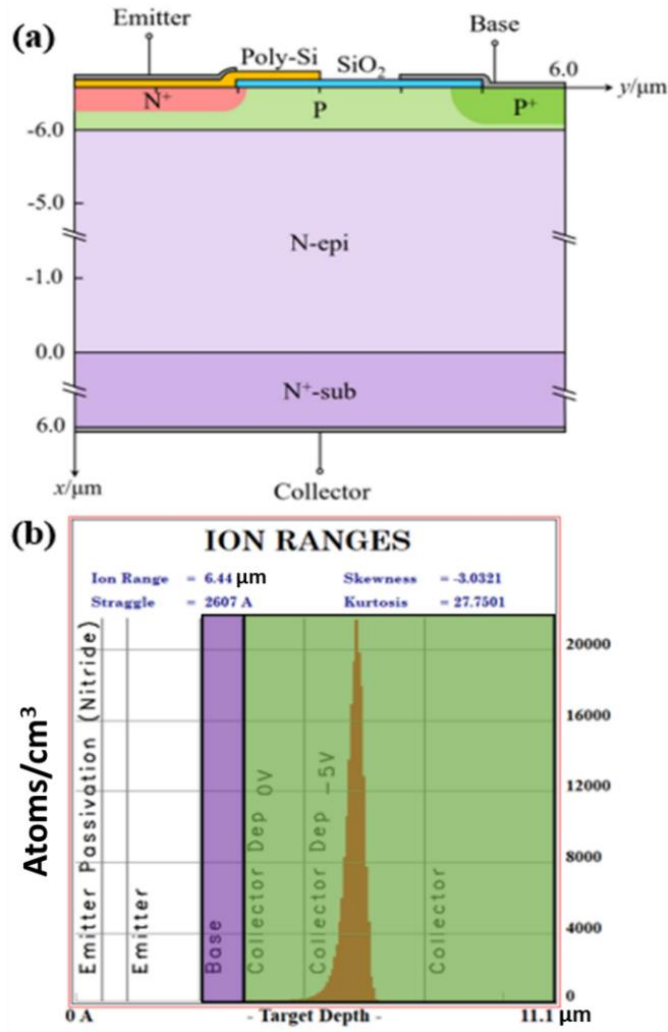 (a)
Emitter
Base
Poly-Si
SiO2
6.0
y/μm
N+
P
P+
-6.0
-5.0
N-epi
-1.0
0.0
N+-sub
6.0
x/μm
Collector
(b)
ION RANGES
Ion Range = 6.44 μm
Skewness = -3.0321
Straggle = 2607 A
Kurtosis = 27.7501
Atoms/cm3
Emitter Passivation (Nitride)
Emitter
Base
Collector Dep 0V
Collector Dep -5V
Collector
20000
16000
12000
8000
4000
0
0 A
- Target Depth -
11.1 μm